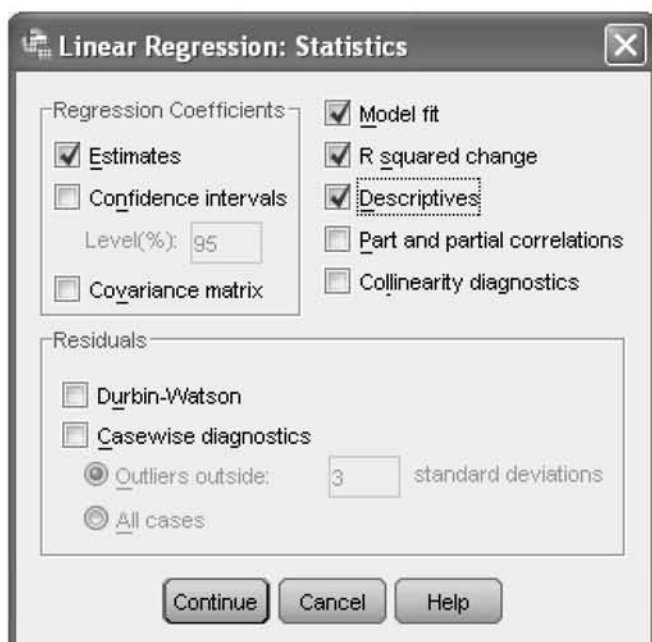 Linear Regression: Statistics
Regression Coefficients
Estimates
Confidence intervals
Level(%): 95
Covariance matrix
Model fit
R squared change
Descriptives
Part and partial correlations
Collinearity diagnostics
Residuals
Durbin-Watson
Casewise diagnostics
Outliers outside: 3 standard deviations
All cases
Continue Cancel Help